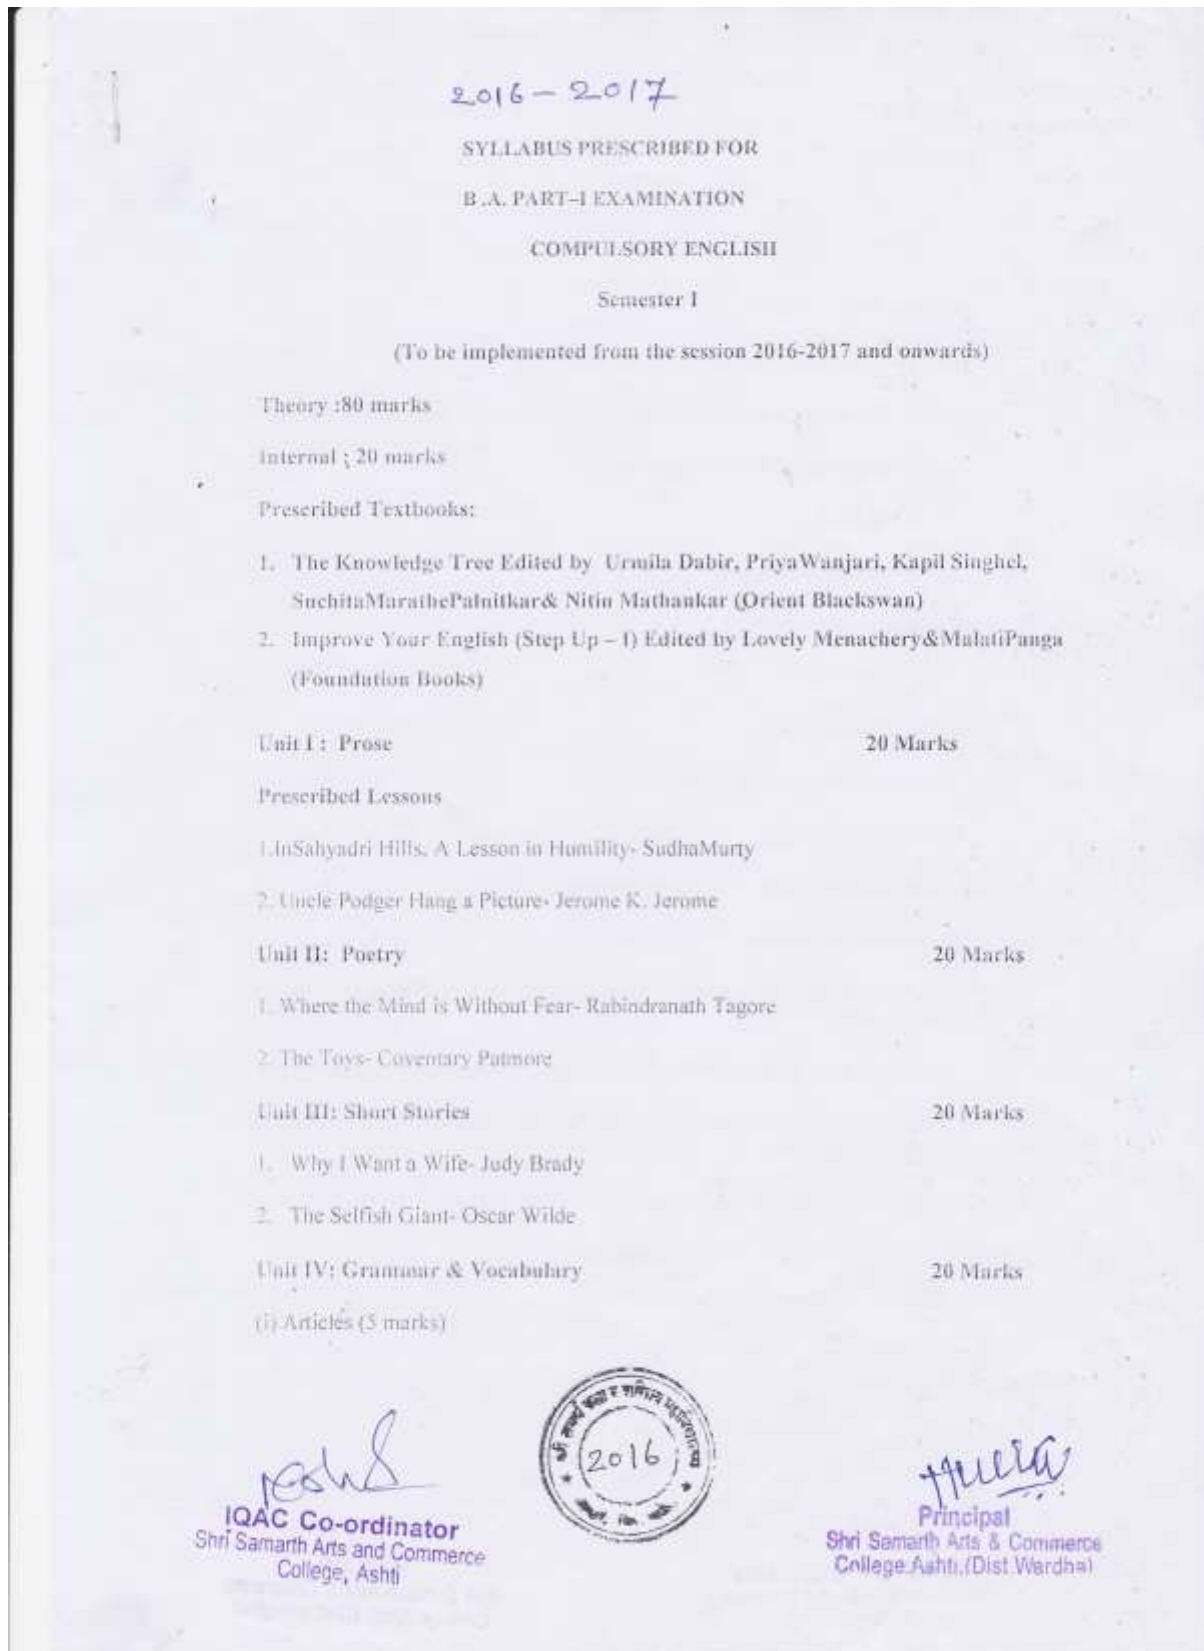 2016-2017
SYLLABUS PRESCRIBED FOR
B .A. PART–I EXAMINATION
COMPULSORY ENGLISH
Semester I
(To be implemented from the session 2016-2017 and onwards)
Theory :80 marks
Internal ; 20 marks
Prescribed Textbooks:
1. The Knowledge Tree Edited by Urmila Dabir, PriyaWanjari, Kapil Singhel,
SuchitaMarathePalnitkar& Nitin Mathankar (Orient Blackswan)
2. Improve Your English (Step Up – I) Edited by Lovely Menachery&MalatiPanga
(Foundation Books)
Unit I : Prose 20 Marks
Prescribed Lessons
1.InSahyadri Hills, A Lesson in Humility- SudhaMurty
2. Uncle Podger Hang a Picture- Jerome K. Jerome
Unit II: Poetry 20 Marks
1. Where the Mind is Without Fear- Rabindranath Tagore
2. The Toys- Coventary Patmore
Unit III: Short Stories 20 Marks
1. Why I Want a Wife- Judy Brady
2. The Selfish Giant- Oscar Wilde
Unit IV: Grammar & Vocabulary 20 Marks
(i) Articles (5 marks)
2016
IQAC Co-ordinator
Shri Samarth Arts and Commerce
College, Ashti
Principal
Shri Samarth Arts & Commerce
College.Ashti.(Dist.Wardha)